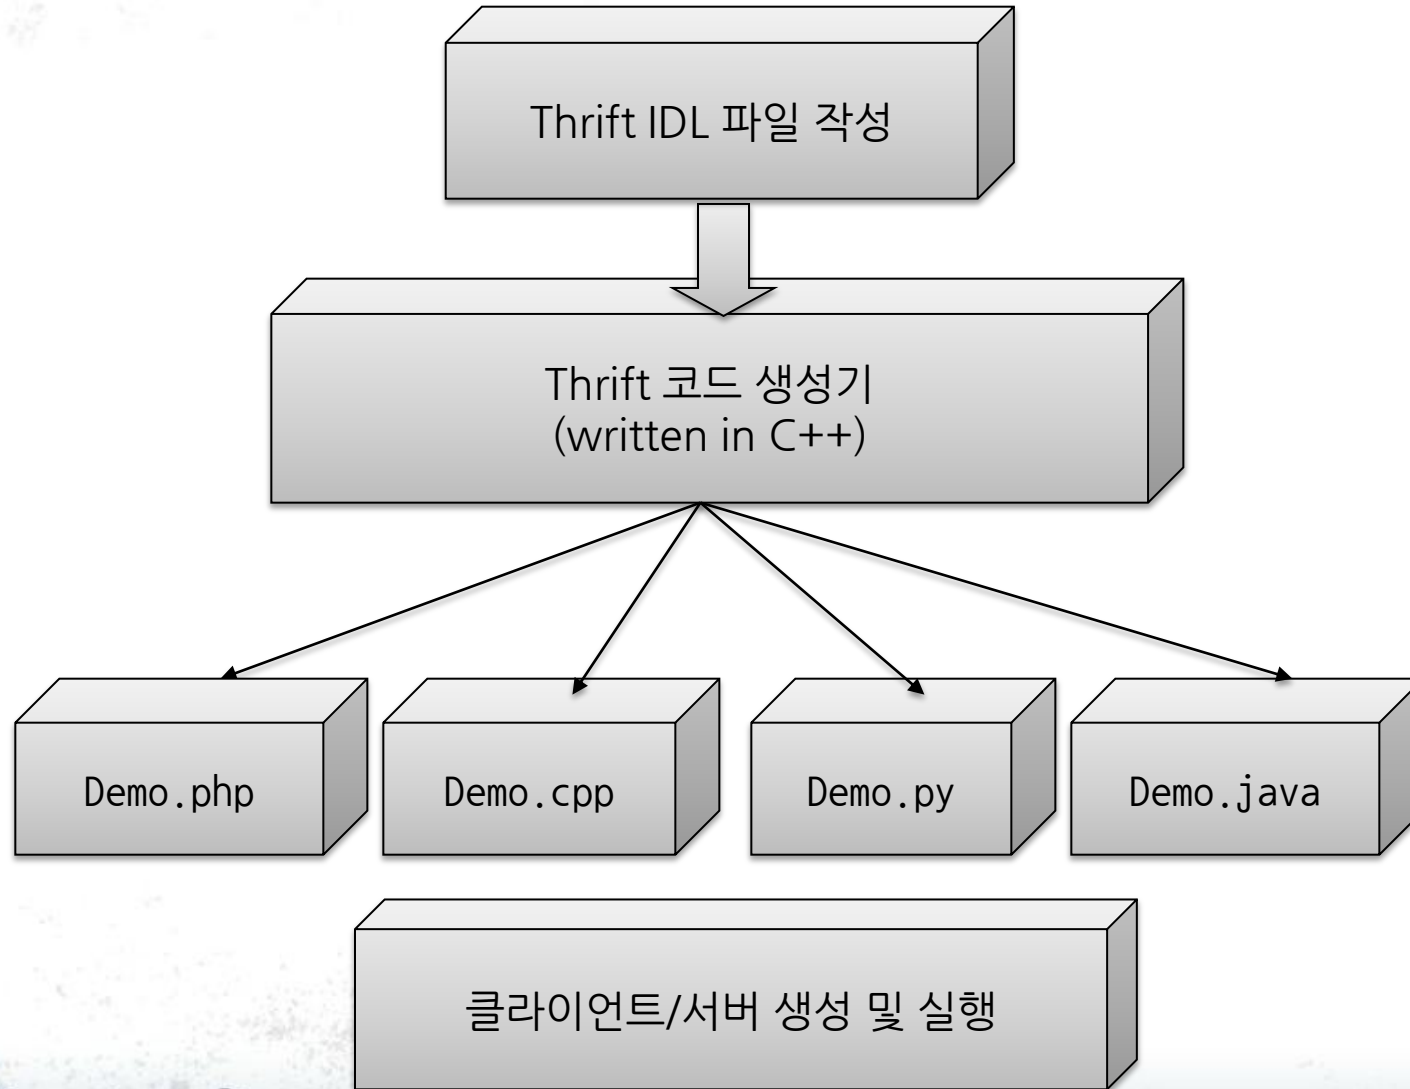 Thrift IDL 파일 작성
Thrift 코드 생성기
(written in C++)
Demo.php
Demo.cpp
Demo.py
Demo.java
클라이언트/서버 생성 및 실행